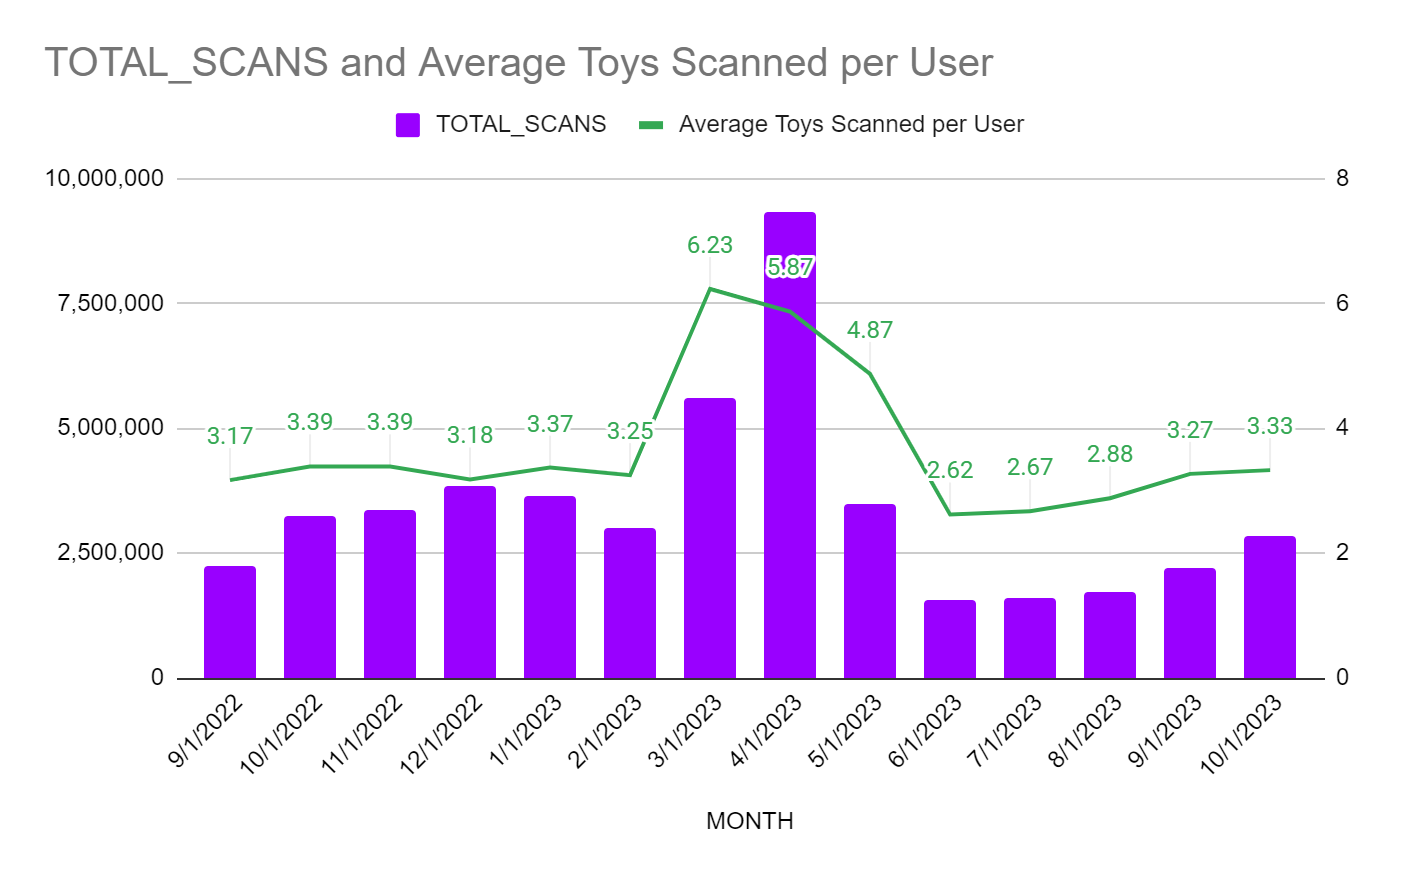 TOTAL_SCANS and Average Toys Scanned per User
TOTAL_SCANS Average Toys Scanned per User
10,000,000 8
6.23
5.87
7,500,000 6
4.87
5,000,000 4
3.17 3.39 3.39 3.18 3.37 3.25 2.62 2.67 2.88 3.27 3.33
2,500,000 2
0 0
9/1/2022 10/1/2022 11/1/2022 12/1/2022 1/1/2023 2/1/2023 3/1/2023 4/1/2023 5/1/2023 6/1/2023 7/1/2023 8/1/2023 9/1/2023 10/1/2023
MONTH